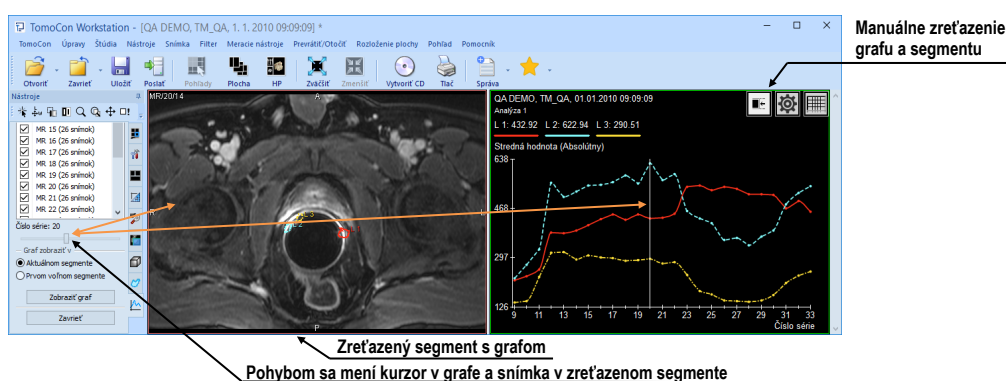 TomoCon Workstation - [QA DEMO, TM_QA, 1. 1. 2010 09:09:09] *
TomoCon Úpravy Štúdia Nástroje Snímka Filter Meracie nástroje Prevrátiť/Otočiť Rozloženie plochy Pohľad Pomocník
Otvoriť Zavrieť Uložiť Poslať Pohľady Plocha HP Zväčšiť Zmenšiť Vytvoriť CD Tlač Správa
Manuálne zreťazenie
grafu a segmentu
Nástroje
MR 15 (26 snímok)
MR 16 (26 snímok)
MR 17 (26 snímok)
MR 18 (26 snímok)
MR 19 (26 snímok)
MR 20 (26 snímok)
MR 21 (26 snímok)
MR 22 (26 snímok)
Číslo série: 20
Graf zobraziť v
Aktuálnom segmente
Prvom voľnom segmente
Zobraziť graf
Zavrieť
MR/20/14
A
R
L
P
L 3
L 2
QA DEMO, TM_QA, 01.01.2010 09:09:09
Analýza 1
L 1: 432.92 L 2: 622.94 L 3: 290.51
Stredná hodnota (Absolútny)
638
468
297
126
9 11 13 15 17 19 21 23 25 27 29 31 33
Číslo série
Zreťazený segment s grafom
Pohybom sa mení kurzor v grafe a snímka v zreťazenom segmente